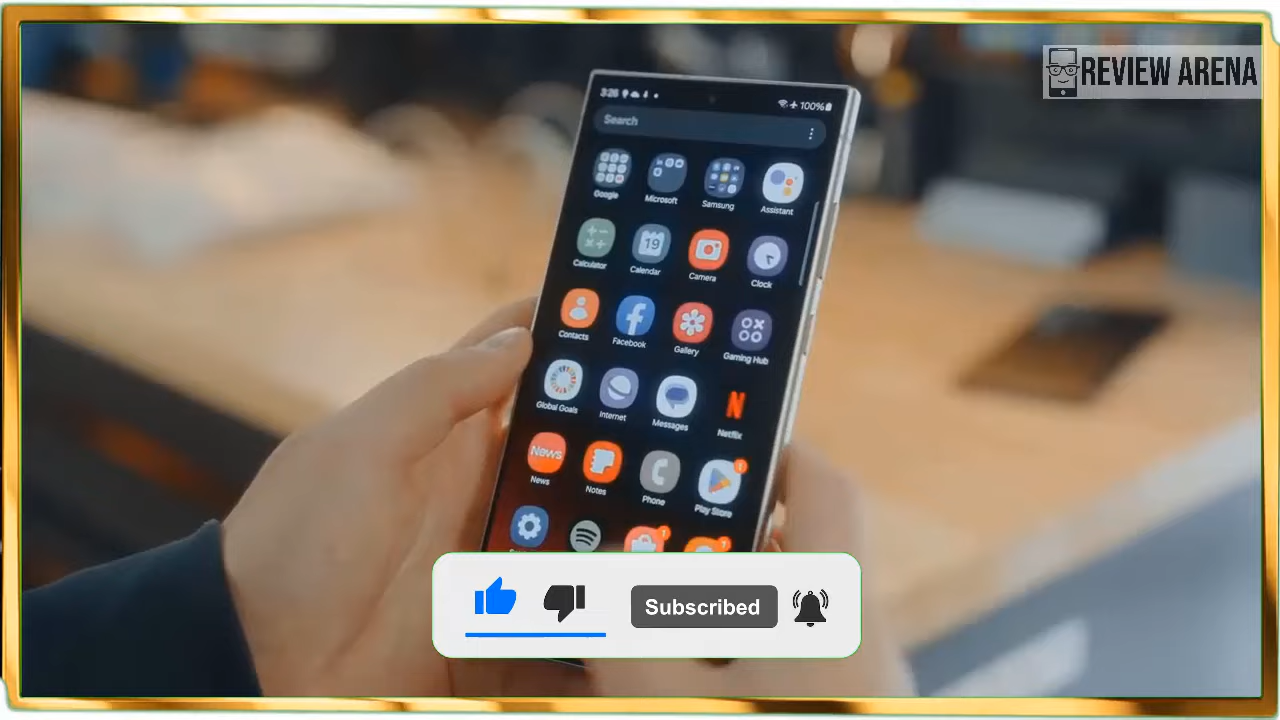 REVIEW ARENA
3:26
100%
Search
Google
Microsoft
Samsung
Assistant
Calculator
19
Calendar
Camera
Clock
Contacts
Facebook
Gallery
Gaming Hub
Global Goals
Internet
Messages
N
Netflix
News
News
Notes
Phone
1
Play Store
Subscribed